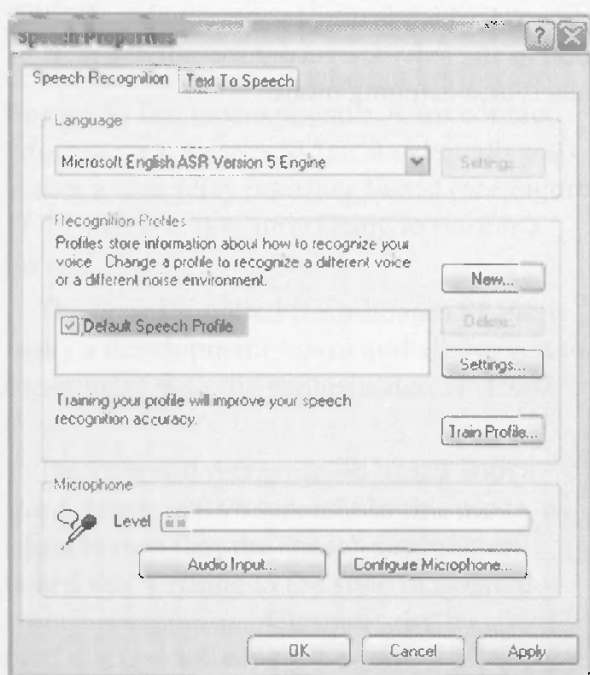 Speech Properties
?
Speech Recognition
Text To Speech
Language
Microsoft English ASR Version 5 Engine
Settings...
Recognition Profiles
Profiles store information about how to recognize your
voice. Change a profile to recognize a different voice
or a different noise environment.
New...
Default Speech Profile
Delete...
Settings...
Training your profile will improve your speech
recognition accuracy.
Train Profile...
Microphone
Level
Audio Input...
Configure Microphone...
OK
Cancel
Apply